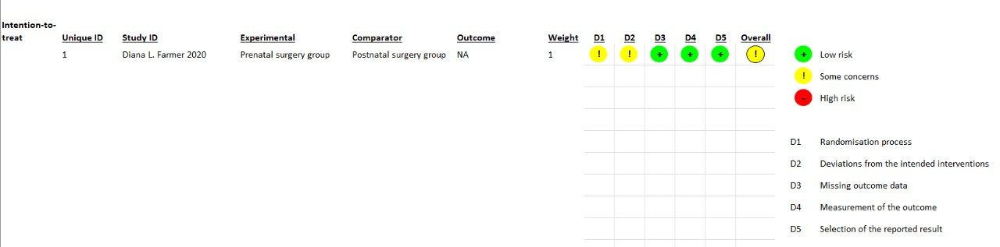 Intention-to-
treat Unique ID Study ID Experimental Comparator Outcome Weight D1 D2 D3 D4 D5 Overall
1 Diana L. Farmer 2020 Prenatal surgery group Postnatal surgery group NA 1 ! ! + + + !
+ Low risk
! Some concerns
- High risk
D1 Randomisation process
D2 Deviations from the intended interventions
D3 Missing outcome data
D4 Measurement of the outcome
D5 Selection of the reported result